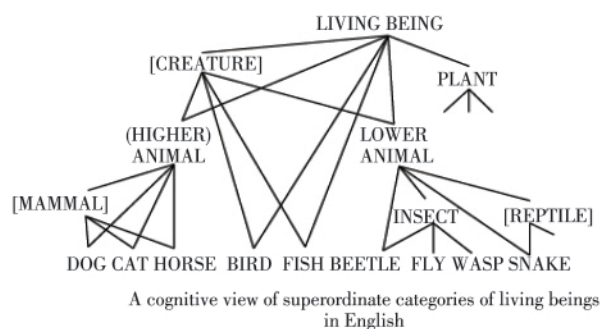 LIVING BEING
[CREATURE]
PLANT
(HIGHER)
ANIMAL
LOWER
ANIMAL
[MAMMAL]
INSECT
[REPTILE]
DOG CAT HORSE BIRD FISH BEETLE FLY WASP SNAKE
A cognitive view of superordinate categories of living beings
in English